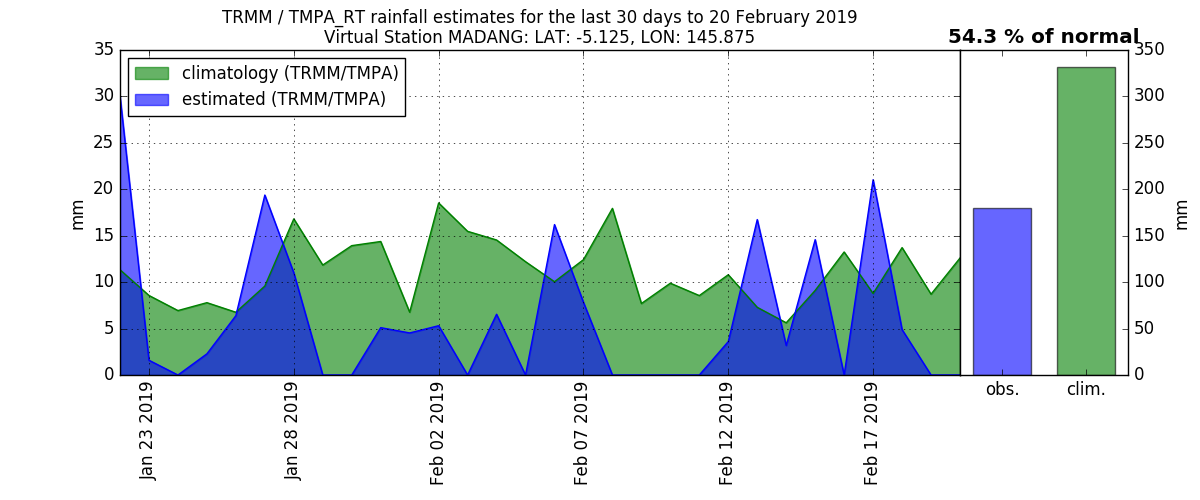 TRMM / TMPA_RT rainfall estimates for the last 30 days to 20 February 2019
Virtual Station MADANG: LAT: -5.125, LON: 145.875
54.3 % of normal
climatology (TRMM/TMPA)
estimated (TRMM/TMPA)
35
30
25
20
15
10
5
0
mm
350
300
250
200
150
100
50
0
mm
Jan 23 2019
Jan 28 2019
Feb 02 2019
Feb 07 2019
Feb 12 2019
Feb 17 2019
obs.
clim.